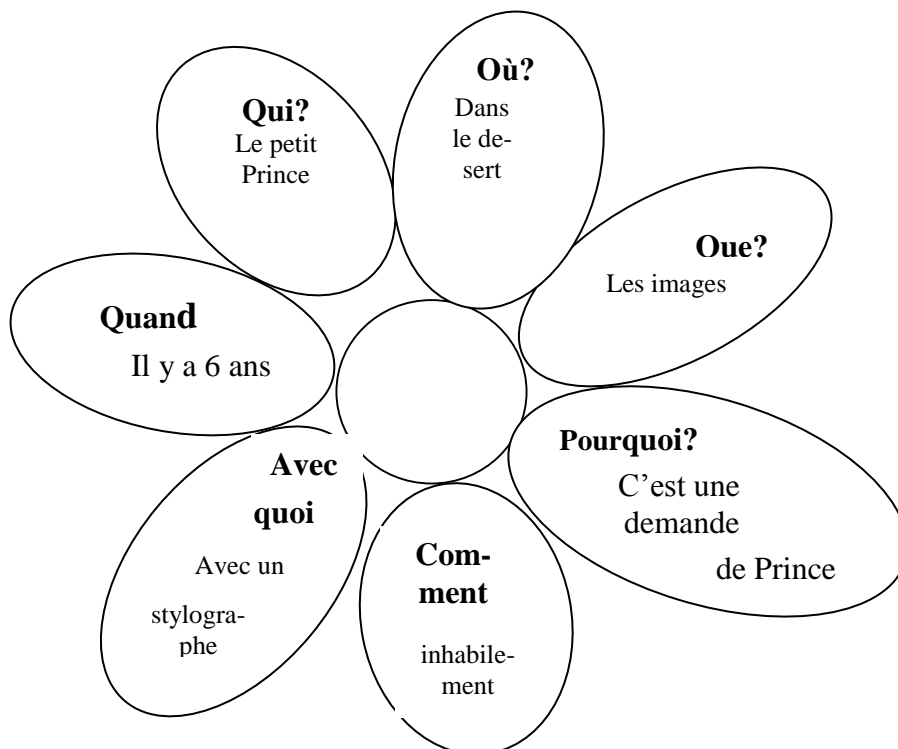 Qui?
Le petit
Prince
Où?
Dans
le de-
sert
Oue?
Les images
Pourquoi?
C’est une
demande
de Prince
Com-
ment
inhabile-
ment
Avec
quoi
Avec un
stylogra-
phe
Quand
Il y a 6 ans